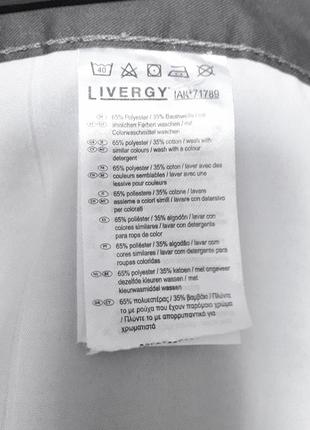 40
LIVERGY® IAN 71789
65% Polyester / 35% Baumwolle / mit
ähnlichen Farben waschen / mit
Colorwaschmittel waschen
65% polyester / 35% cotton / wash with
similar colours / wash with a colour
detergent
65% polyester / 35% coton / laver avec des
couleurs semblables / laver avec une
lessive pour couleurs
65% poliestere / 35% cotone / lavare
assieme a colori simili / lavare con detersivo
per colorati
65% poliéster / 35% algodón / lavar con
colores similares / lavar con detergente
para ropa de color
65% poliéster / 35% algodão / lavar com
cores similares / lavar com detergente para
roupas coloridas
65% polyester / 35% katoen / met ongeveer
dezelfde kleuren wassen / met
kleurwasmiddel wassen
65% πολυεστέρας / 35% βαμβάκι / Πλύντε
το με ρούχα που έχουν παρόμοιο χρώμα
/ Πλύντε το με απορρυπαντικό για
χρωματιστά